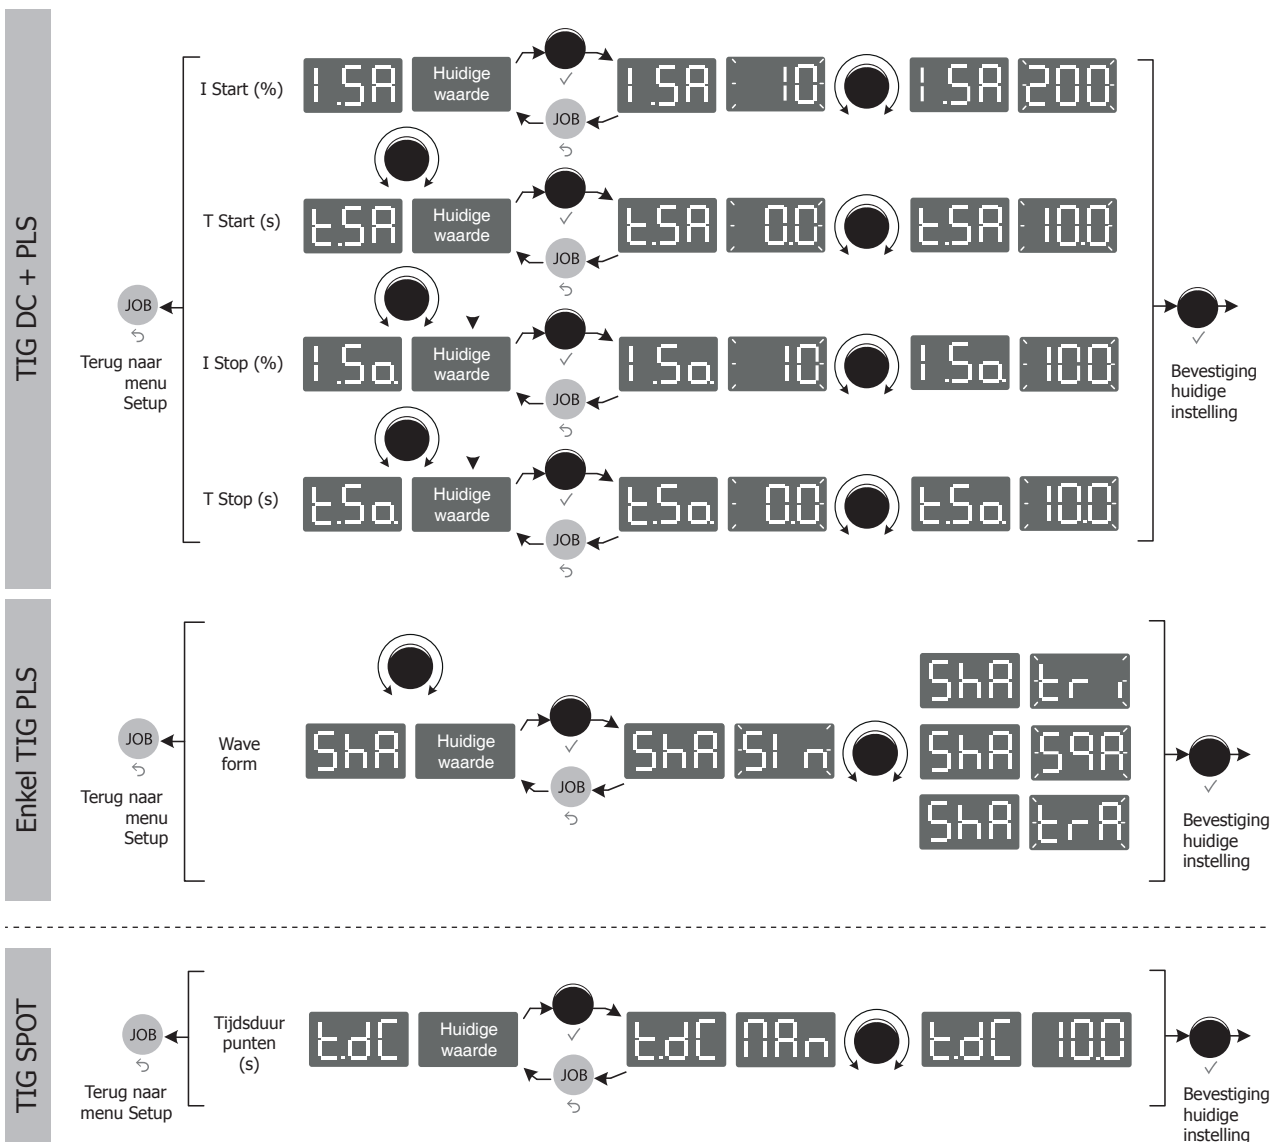 TIG DC + PLS
I Start (%)
I.SA
Huidige
waarde
JOB
I.SA
10
I.SA
200
T Start (s)
t.SA
Huidige
waarde
JOB
t.SA
0.0
t.SA
10.0
JOB
Terug naar
menu
Setup
I Stop (%)
I.So.
Huidige
waarde
JOB
I.So
10
I.So
100
Bevestiging
huidige
instelling
T Stop (s)
t.So.
Huidige
waarde
JOB
t.So
0.0
t.So
10.0
Enkel TIG PLS
JOB
Terug naar
menu
Setup
Wave
form
ShA
Huidige
waarde
JOB
ShA
SIn
ShA
tri
ShA
SqA
ShA
trA
Bevestiging
huidige
instelling
TIG SPOT
JOB
Terug naar
menu Setup
Tijdsduur
punten
(s)
t.dC
Huidige
waarde
JOB
t.dC
MAn
t.dC
10.0
Bevestiging
huidige
instelling